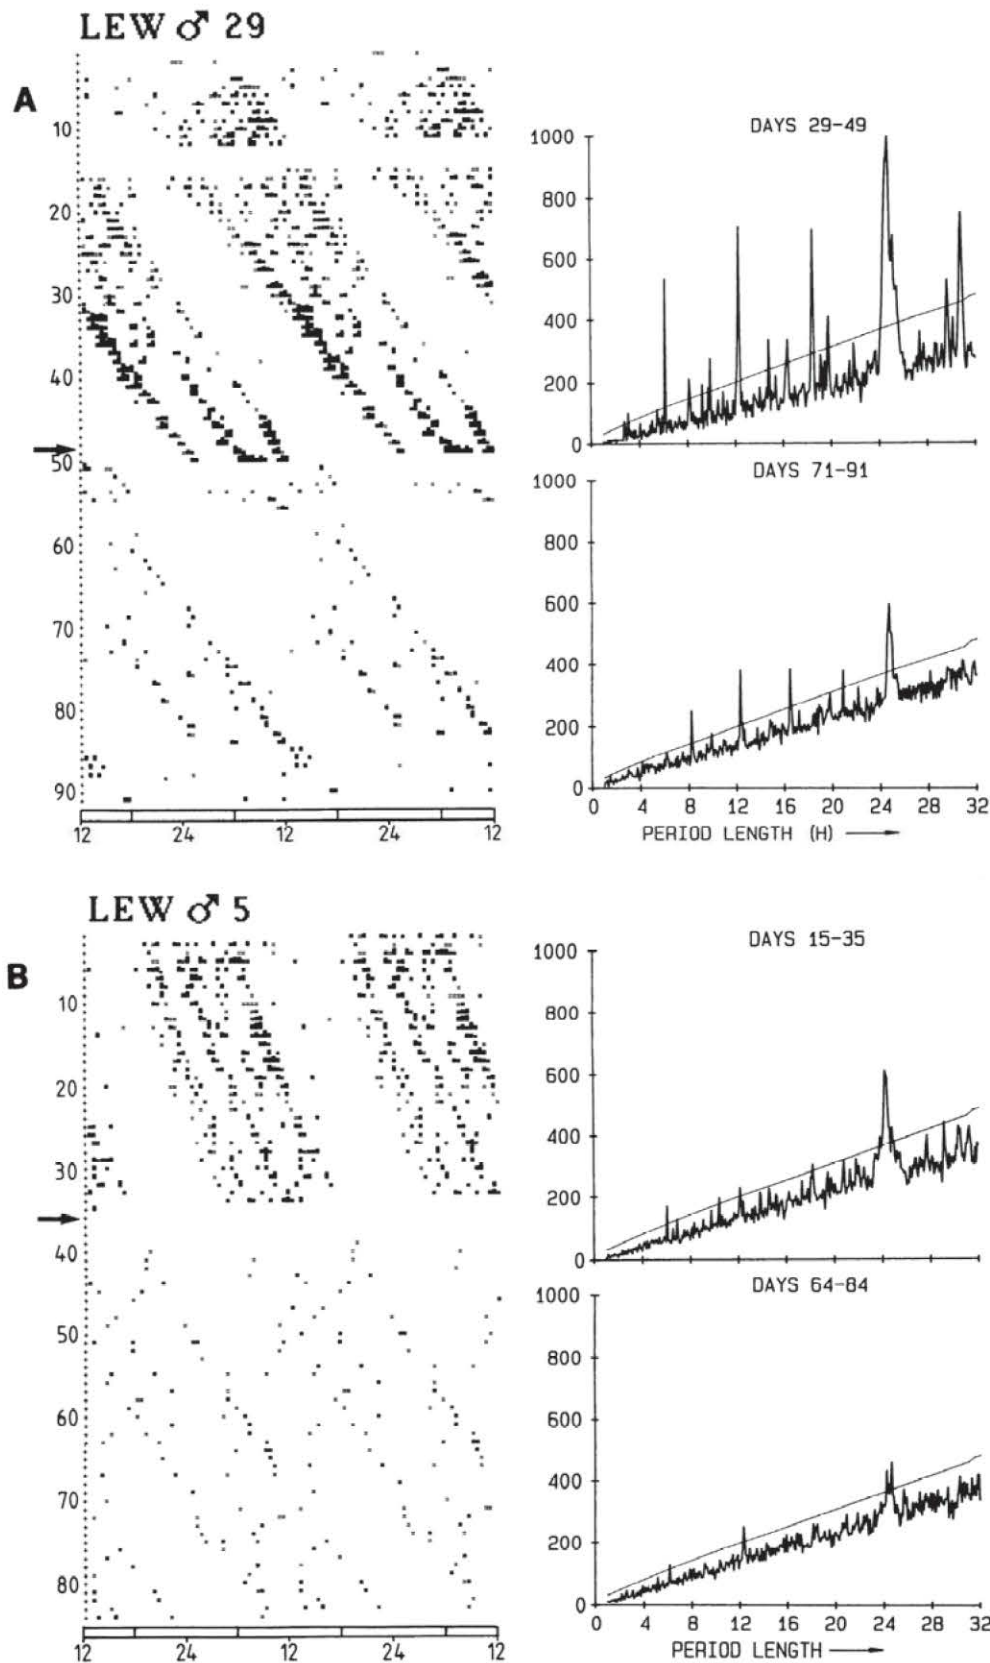 LEW ♂ 29
A
10
20
30
40
50
60
70
80
90
12 24 12 24 12
DAYS 29-49
1000
800
600
400
200
0
DAYS 71-91
1000
800
600
400
200
0
0 4 8 12 16 20 24 28 32
PERIOD LENGTH (H)
LEW ♂ 5
B
10
20
30
40
50
60
70
80
12 24 12 24 12
DAYS 15-35
1000
800
600
400
200
0
DAYS 64-84
1000
800
600
400
200
0
0 4 8 12 16 20 24 28 32
PERIOD LENGTH